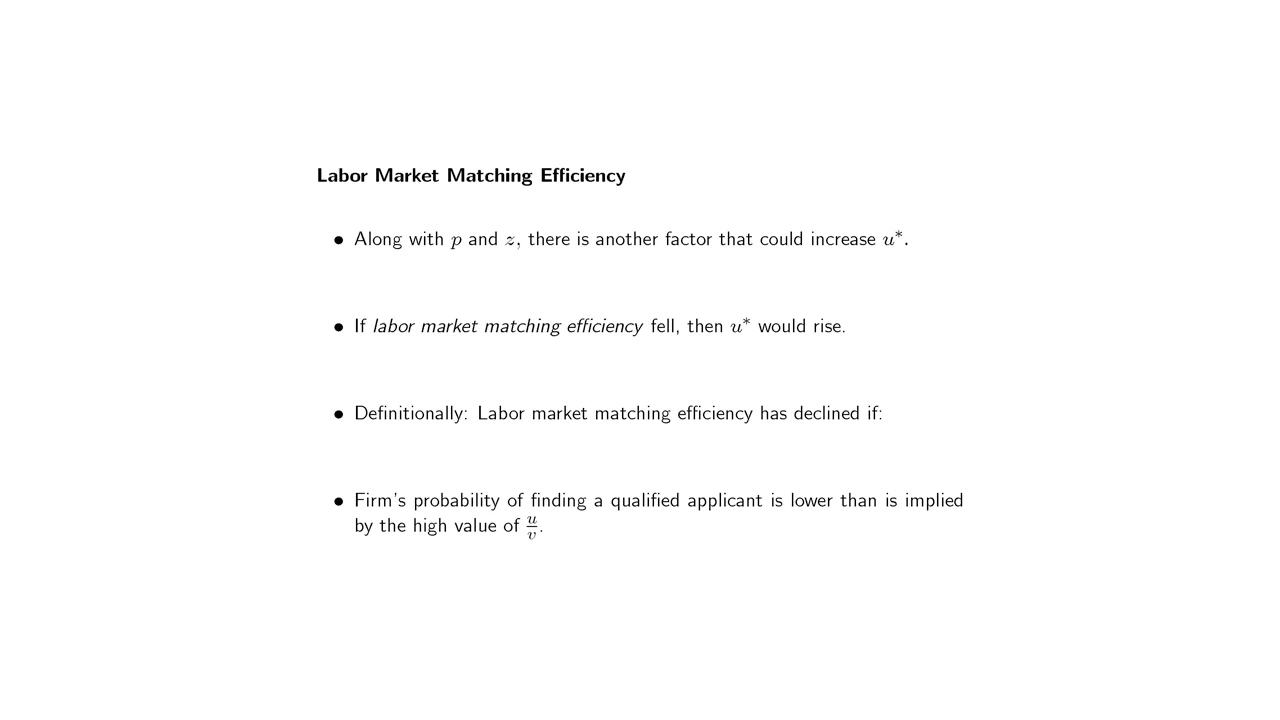 Labor Market Matching Efficiency
• Along with p and z, there is another factor that could increase u*.
• If labor market matching efficiency fell, then u* would rise.
• Definitionally: Labor market matching efficiency has declined if:
• Firm's probability of finding a qualified applicant is lower than is implied
by the high value of u/v.